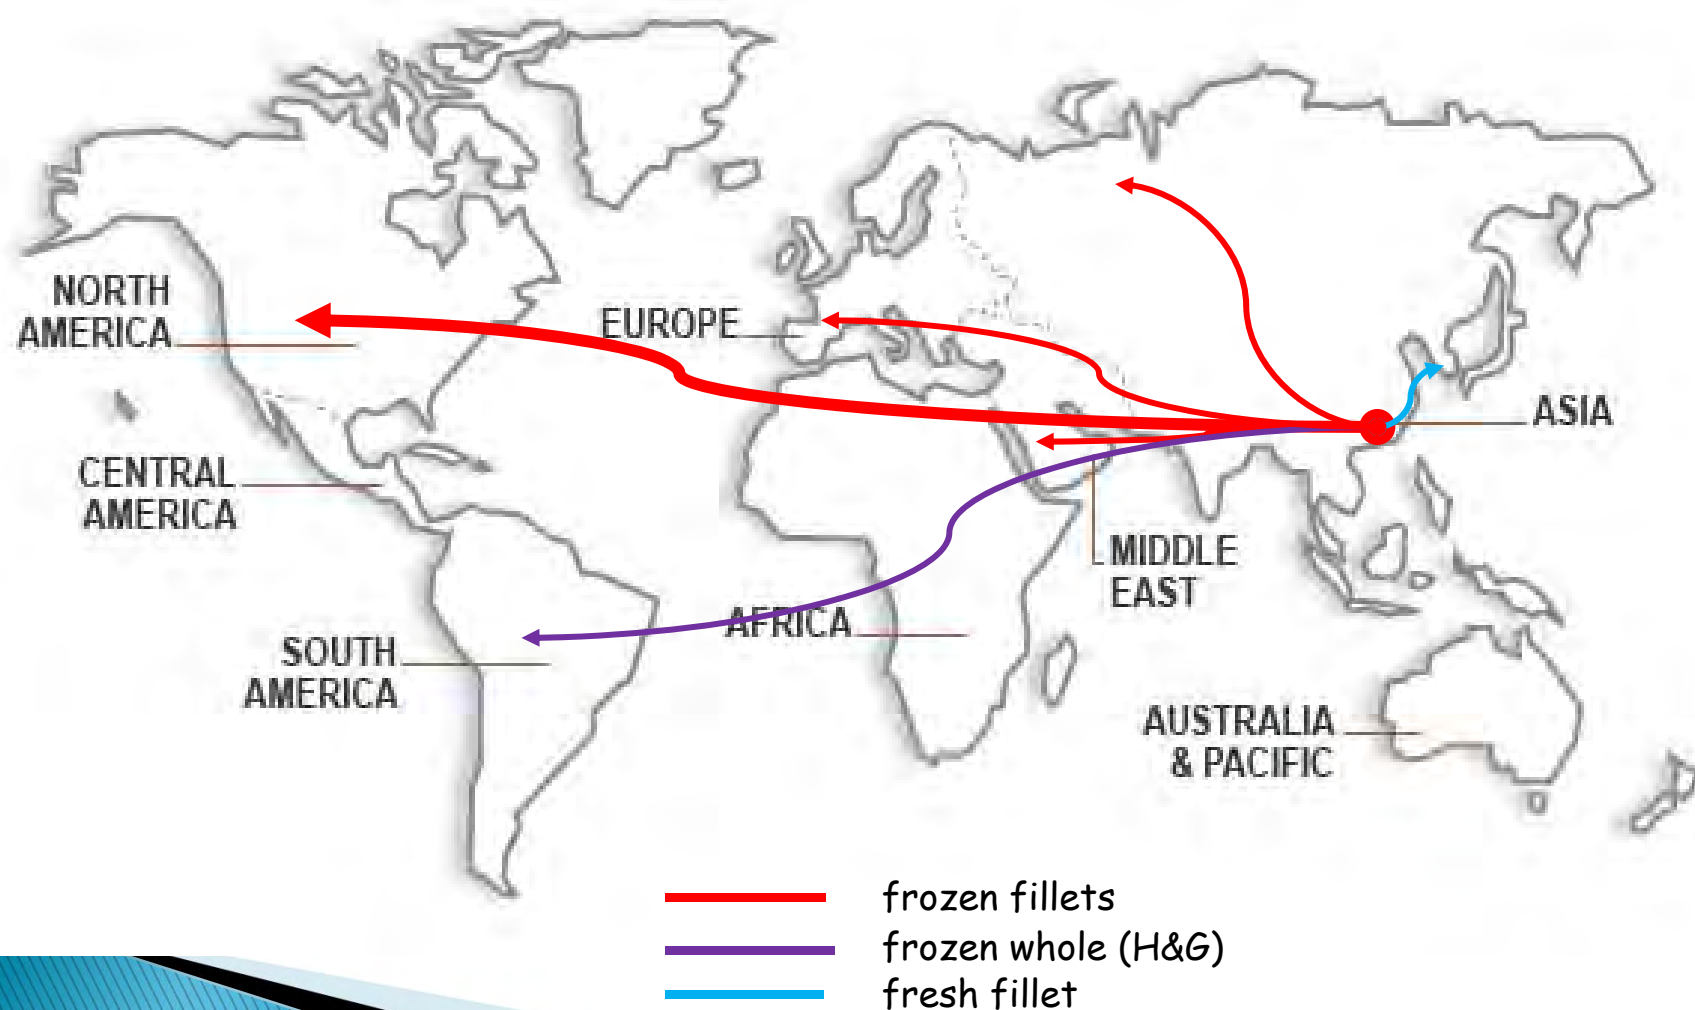 NORTH
AMERICA
EUROPE
ASIA
CENTRAL
AMERICA
MIDDLE
EAST
AFRICA
SOUTH
AMERICA
AUSTRALIA
& PACIFIC
frozen fillets
frozen whole (H&G)
fresh fillet